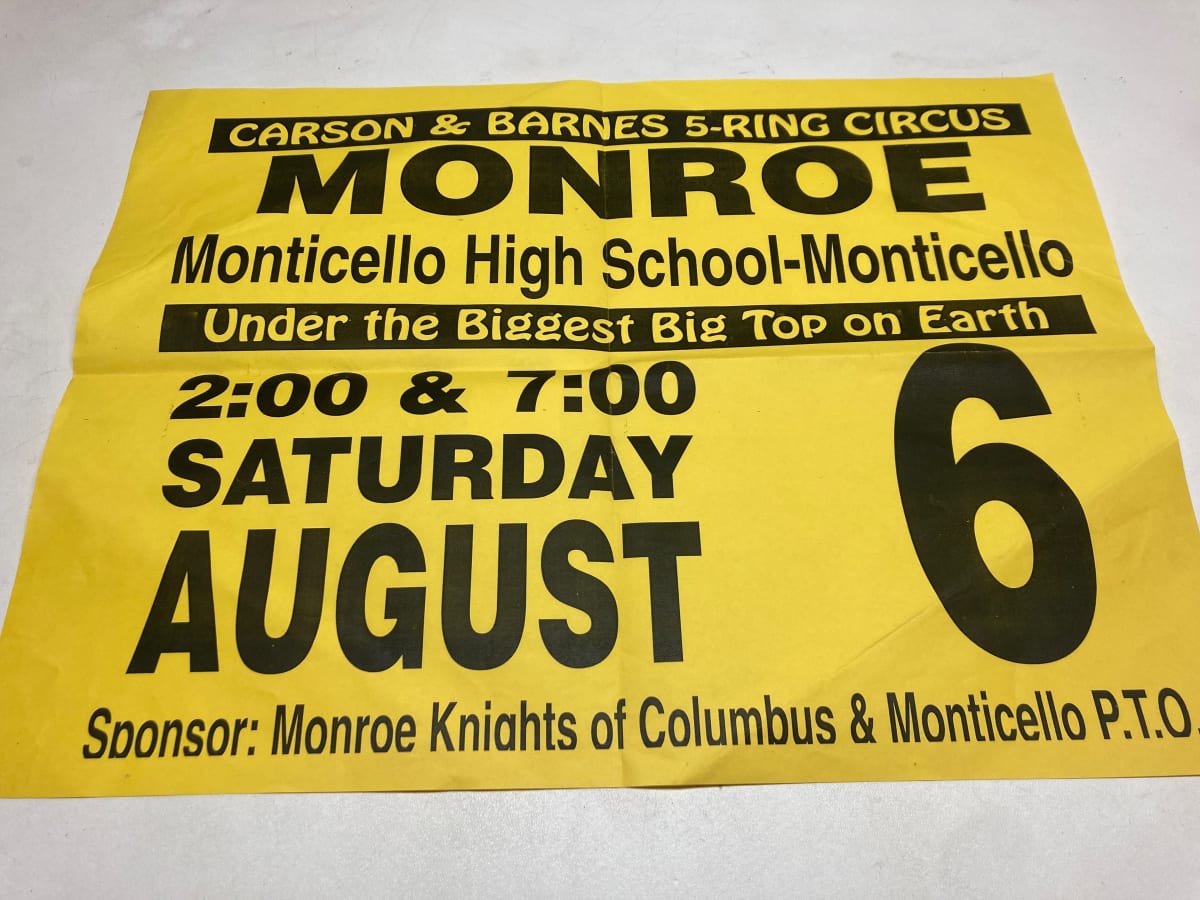 CARSON & BARNES 5-RING CIRCUS
MONROE
Monticello High School-Monticello
Under the Biggest Big Top on Earth
2:00 & 7:00
SATURDAY
AUGUST
6
Sponsor: Monroe Knights of Columbus & Monticello P.T.O.